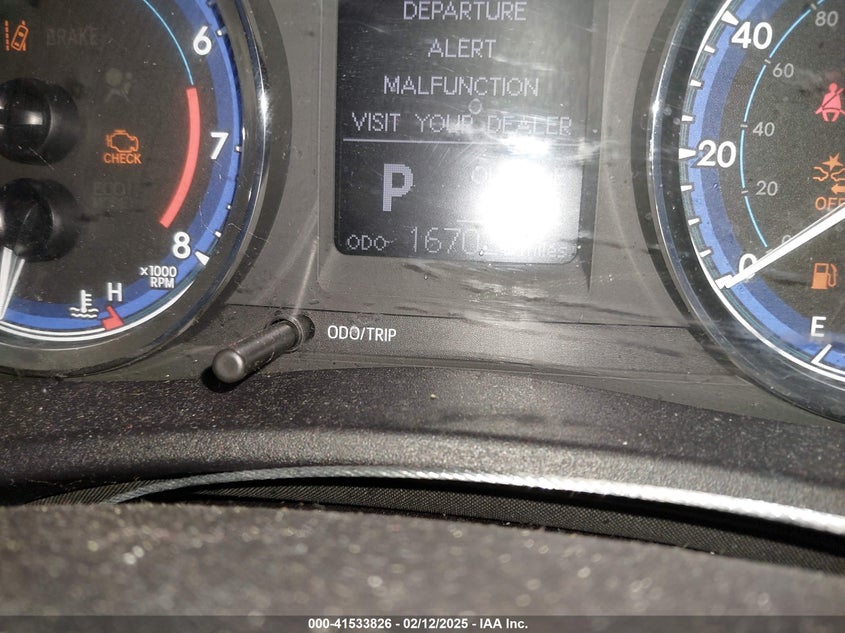 DEPARTURE
ALERT
MALFUNCTION
VISIT YOUR DEALER
P
ODO
BRAKE
6
7
8
CHECK
ECO
x1000
RPM
H
ODO/TRIP
40
20
0
80
60
40
20
OFF
E
000-41533826 - 02/12/2025 - IAA Inc.